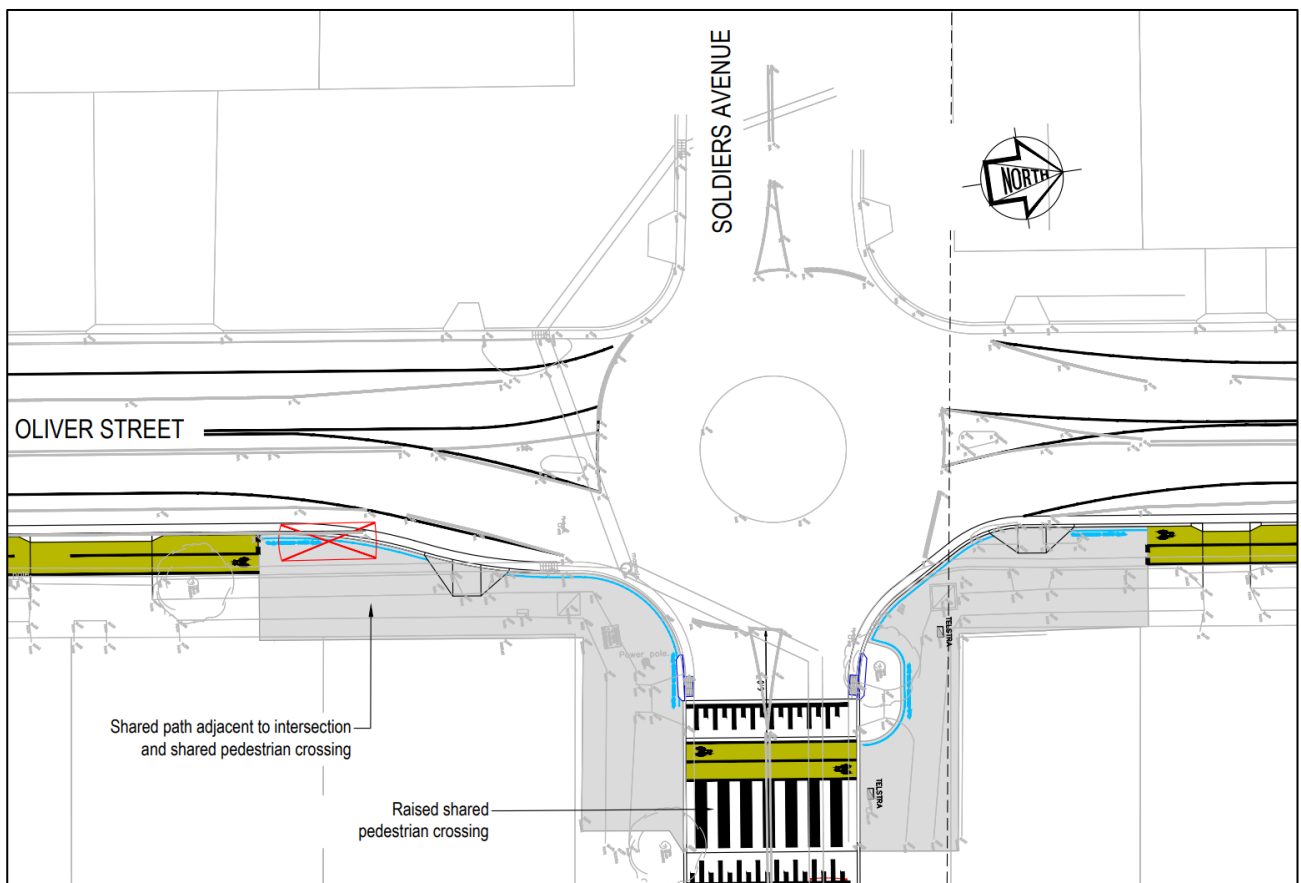 SOLDIERS AVENUE
NORTH
OLIVER STREET
TELSTRA
Power pole.
Shared path adjacent to intersection
and shared pedestrian crossing
TELSTRA
Raised shared
pedestrian crossing